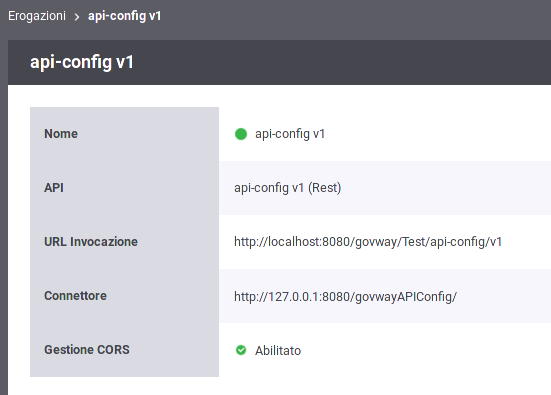 Erogazioni > api-config v1
api-config v1
Nome api-config v1
API api-config v1 (Rest)
URL Invocazione http://localhost:8080/govway/Test/api-config/v1
Connettore http://127.0.0.1:8080/govwayAPIConfig/
Gestione CORS Abilitato